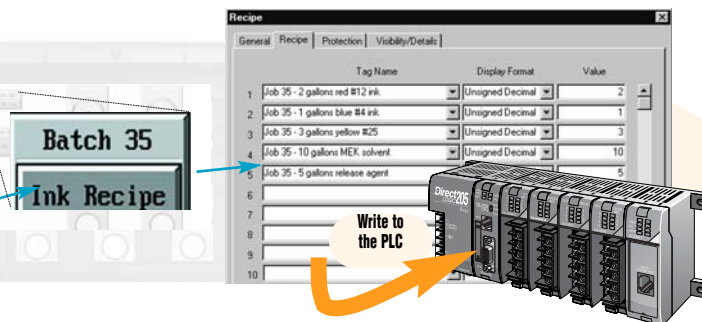 Recipe
General Recipe Protection Visibility/Details
Tag Name Display Format Value
1 Job 35 - 2 gallons red #12 ink. Unsigned Decimal 2
2 Job 35 - 1 gallons blue #4 ink. Unsigned Decimal 1
3 Job 35 - 3 gallons yellow #25 Unsigned Decimal 3
4 Job 35 - 10 gallons MEK solvent Unsigned Decimal 10
5 Job 35 - 5 gallons release agent 5
6
7
8
9
10
Batch 35
Ink Recipe
Write to
the PLC
Direct205